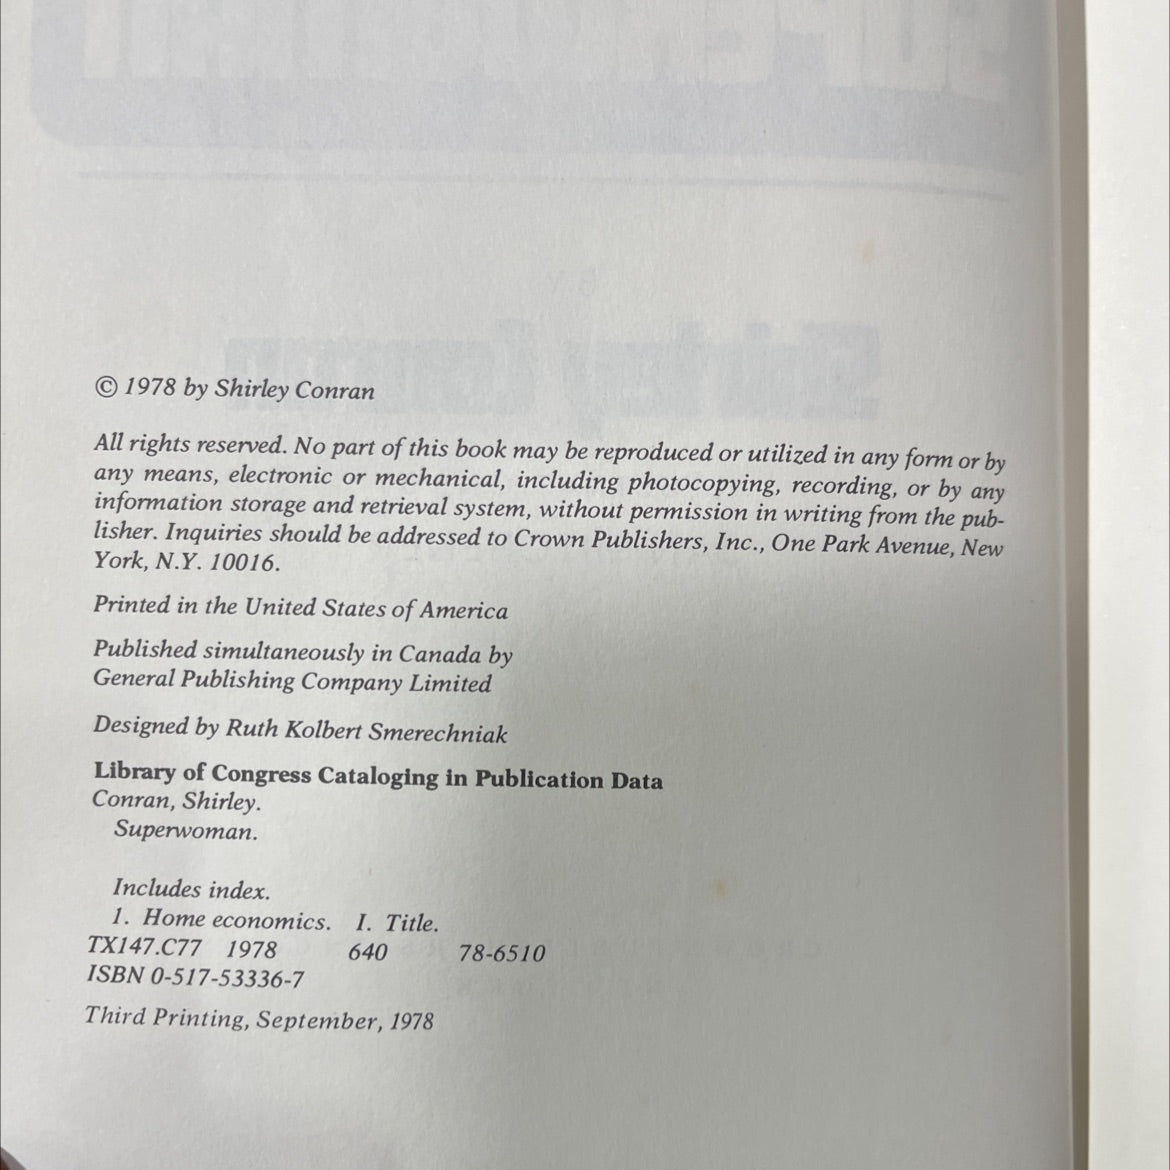 © 1978 by Shirley Conran
All rights reserved. No part of this book may be reproduced or utilized in any form or by
any means, electronic or mechanical, including photocopying, recording, or by any
information storage and retrieval system, without permission in writing from the pub-
lisher. Inquiries should be addressed to Crown Publishers, Inc., One Park Avenue, New
York, N.Y. 10016.
Printed in the United States of America
Published simultaneously in Canada by
General Publishing Company Limited
Designed by Ruth Kolbert Smerechniak
Library of Congress Cataloging in Publication Data
Conran, Shirley.
Superwoman.
Includes index.
1. Home economics. I. Title.
TX147.C77 1978 640 78-6510
ISBN 0-517-53336-7
Third Printing, September, 1978